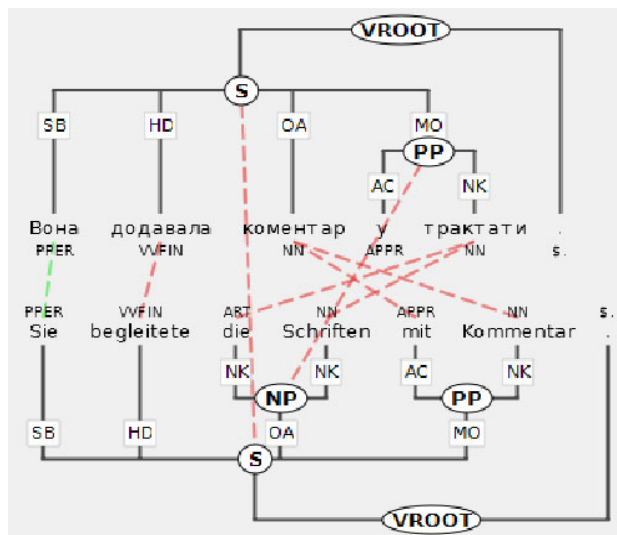 VROOT
S
SB HD OA MO
PP
AC NK
Вона додавала коментар у трактати .
PPER VVFIN NN APPR NN $.
PPER VVFIN ART NN APPR NN $.
Sie begleitete die Schriften mit Kommentar .
NK NK AC NK
NP PP
SB HD OA MO
S
VROOT